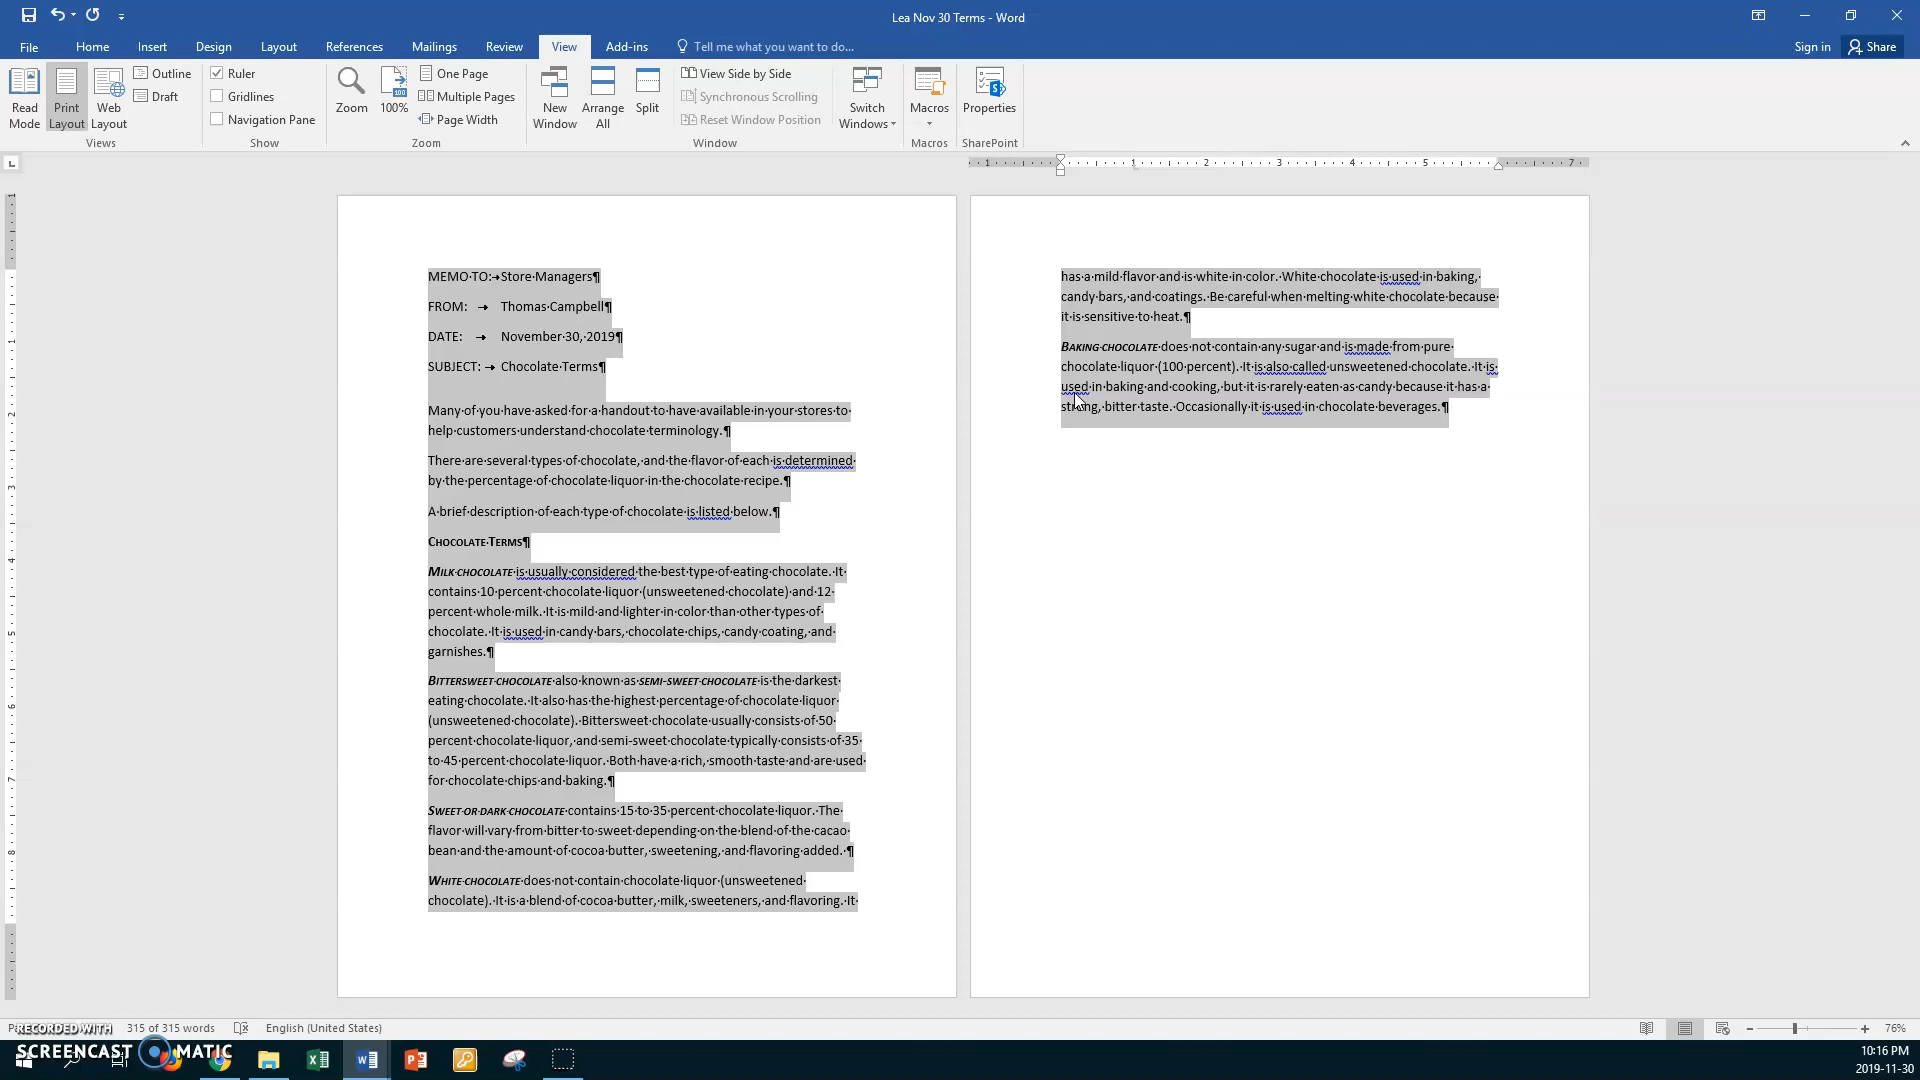 Lea Nov 30 Terms - Word
File Home Insert Design Layout References Mailings Review View Add-ins Tell me what you want to do... Sign in Share
Read Mode
Print Layout
Web Layout
Outline
Draft
Views
Ruler
Gridlines
Navigation Pane
Show
Zoom
100%
One Page
Multiple Pages
Page Width
Zoom
New Window
Arrange All
Split
View Side by Side
Synchronous Scrolling
Reset Window Position
Window
Switch Windows
Macros
Macros
Properties
SharePoint
1 1 2 3 4 5 7
MEMO TO: Store Managers¶
FROM: Thomas Campbell¶
DATE: November 30, 2019¶
SUBJECT: Chocolate Terms¶
Many of you have asked for a handout to have available in your stores to
help customers understand chocolate terminology.¶
There are several types of chocolate, and the flavor of each is determined
by the percentage of chocolate liquor in the chocolate recipe.¶
A brief description of each type of chocolate is listed below.¶
CHOCOLATE TERMS¶
MILK CHOCOLATE is usually considered the best type of eating chocolate. It
contains 10 percent chocolate liquor (unsweetened chocolate) and 12
percent whole milk. It is mild and lighter in color than other types of
chocolate. It is used in candy bars, chocolate chips, candy coating, and
garnishes.¶
BITTERSWEET CHOCOLATE also known as SEMI-SWEET CHOCOLATE is the darkest
eating chocolate. It also has the highest percentage of chocolate liquor
(unsweetened chocolate). Bittersweet chocolate usually consists of 50
percent chocolate liquor, and semi-sweet chocolate typically consists of 35
to 45 percent chocolate liquor. Both have a rich, smooth taste and are used
for chocolate chips and baking.¶
SWEET OR DARK CHOCOLATE contains 15 to 35 percent chocolate liquor. The
flavor will vary from bitter to sweet depending on the blend of the cacao
bean and the amount of cocoa butter, sweetening, and flavoring added. ¶
WHITE CHOCOLATE does not contain chocolate liquor (unsweetened
chocolate). It is a blend of cocoa butter, milk, sweeteners, and flavoring. It
has a mild flavor and is white in color. White chocolate is used in baking,
candy bars, and coatings. Be careful when melting white chocolate because
it is sensitive to heat.¶
BAKING CHOCOLATE does not contain any sugar and is made from pure
chocolate liquor (100 percent). It is also called unsweetened chocolate. It is
used in baking and cooking, but it is rarely eaten as candy because it has a
strong, bitter taste. Occasionally it is used in chocolate beverages.¶
315 of 315 words English (United States) 76%
RECORDED WITH
SCREENCAST MATIC
10:16 PM
2019-11-30